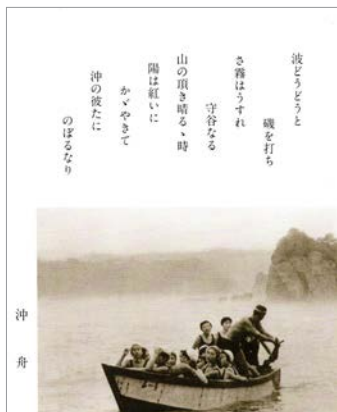 波どうどうと
磯を打ち
さ霧はうすれ
守谷なる
山の頂き晴るゝ時
陽は紅いに
かゞやきて
沖の彼たに
のぼるなり
沖舟